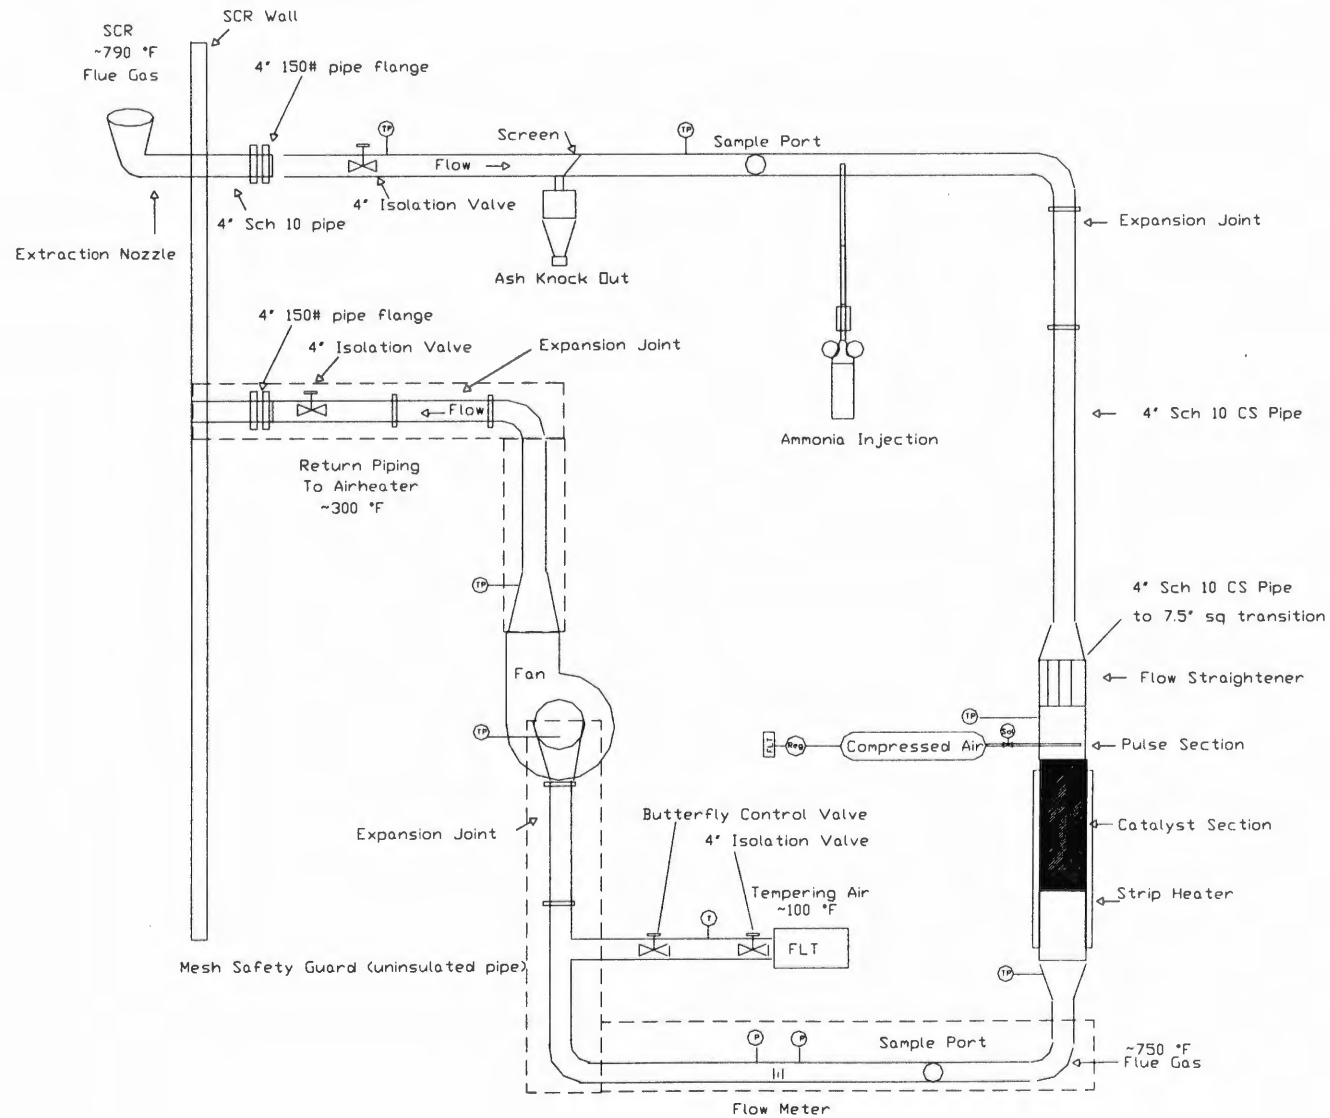 SCR Wall
SCR
~790 °F
Flue Gas
4" 150# pipe flange
TP
Screen
TP
Sample Port
Flow
4" Isolation Valve
4" Sch 10 pipe
Extraction Nozzle
Ash Knock Out
Expansion Joint
4" 150# pipe flange
4" Isolation Valve
Expansion Joint
Flow
4" Sch 10 CS Pipe
Ammonia Injection
Return Piping
To Airheater
~300 °F
TP
4" Sch 10 CS Pipe
to 7.5" sq transition
Fan
Flow Straightener
TP
TP
FLT
Reg
Compressed Air
Sol
Pulse Section
Expansion Joint
Butterfly Control Valve
4" Isolation Valve
Catalyst Section
Tempering Air
~100 °F
Strip Heater
T
FLT
Mesh Safety Guard (uninsulated pipe)
TP
P
P
Sample Port
~750 °F
Flue Gas
Flow Meter